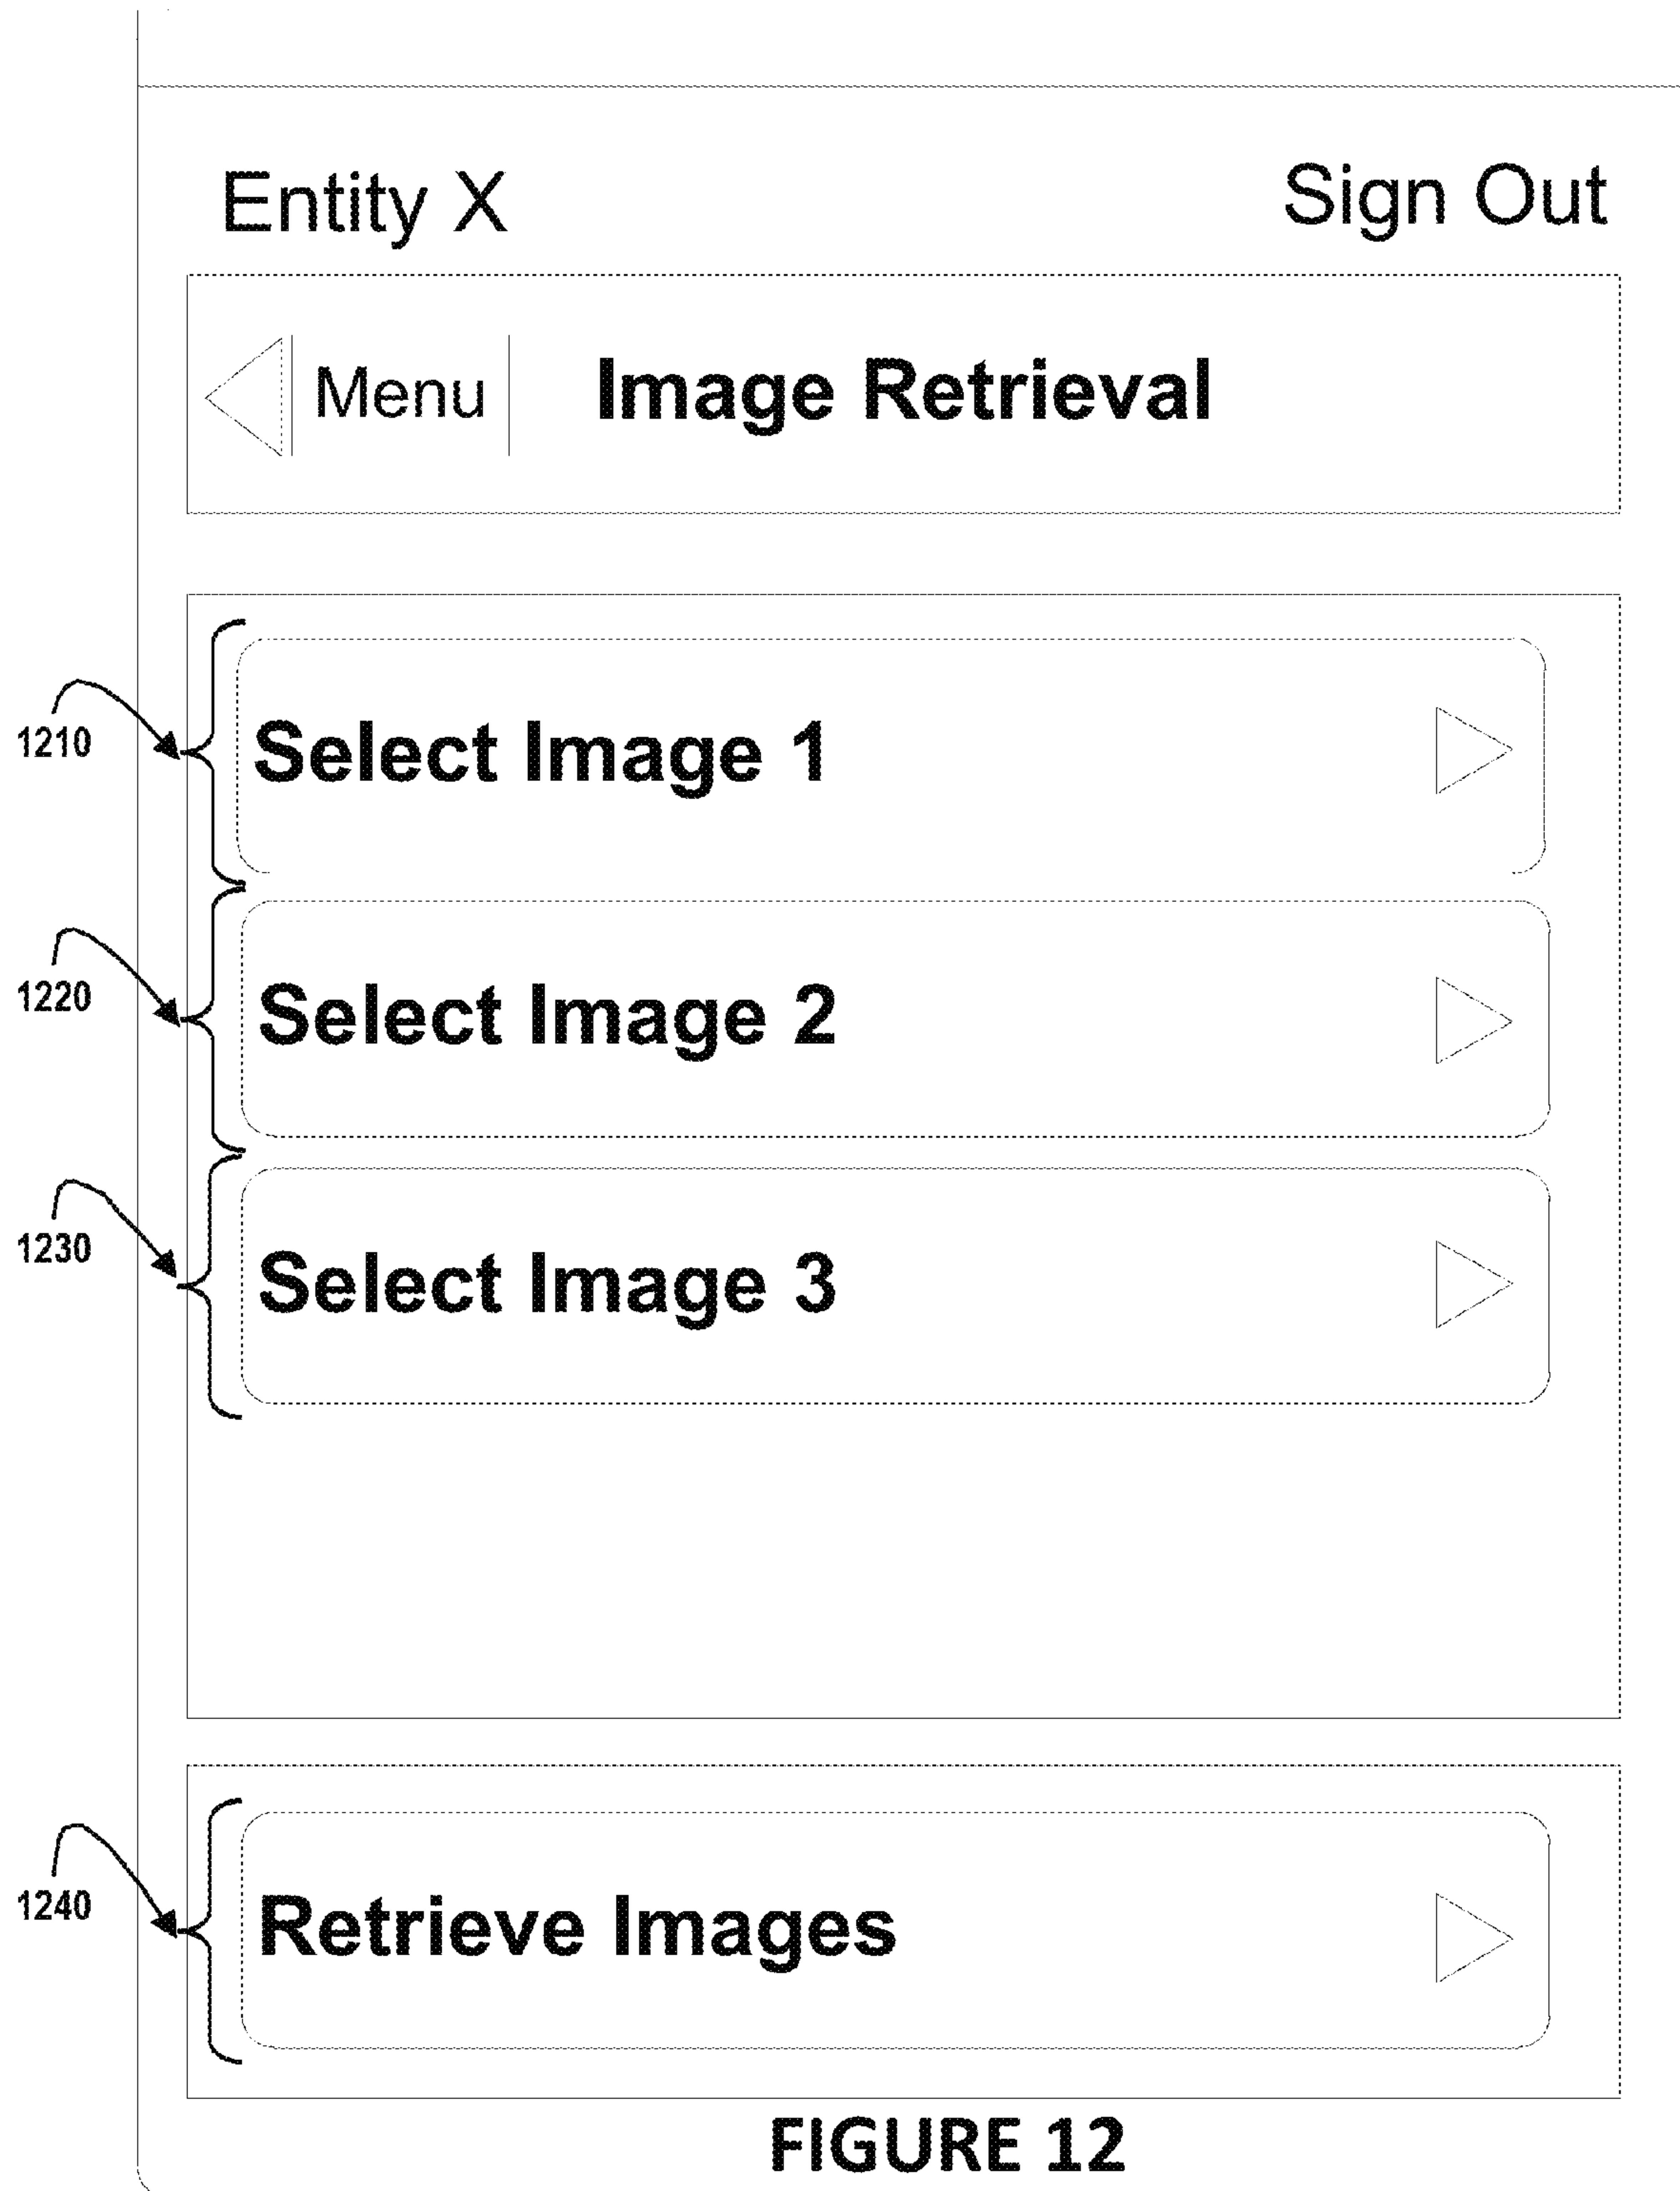 Entity X Sign Out
Menu Image Retrieval
1210 Select Image 1
1220 Select Image 2
1230 Select Image 3
1240 Retrieve Images
FIGURE 12